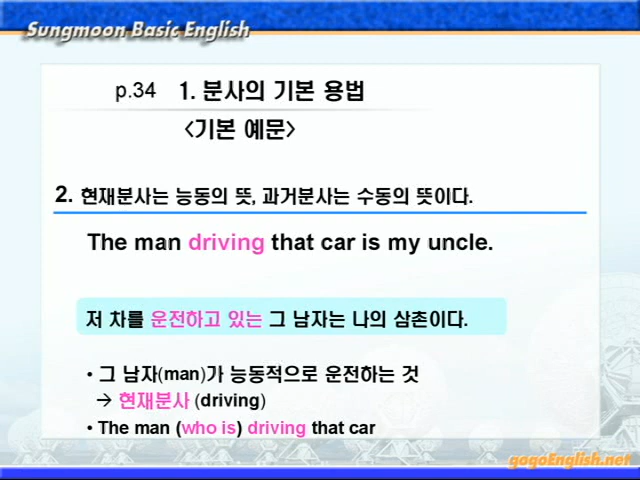 Sungmoon Basic English
p.34 1. 분사의 기본 용법
<기본 예문>
2. 현재분사는 능동의 뜻, 과거분사는 수동의 뜻이다.
The man driving that car is my uncle.
저 차를 운전하고 있는 그 남자는 나의 삼촌이다.
• 그 남자(man)가 능동적으로 운전하는 것
→ 현재분사 (driving)
• The man (who is) driving that car
gogoEnglish.net